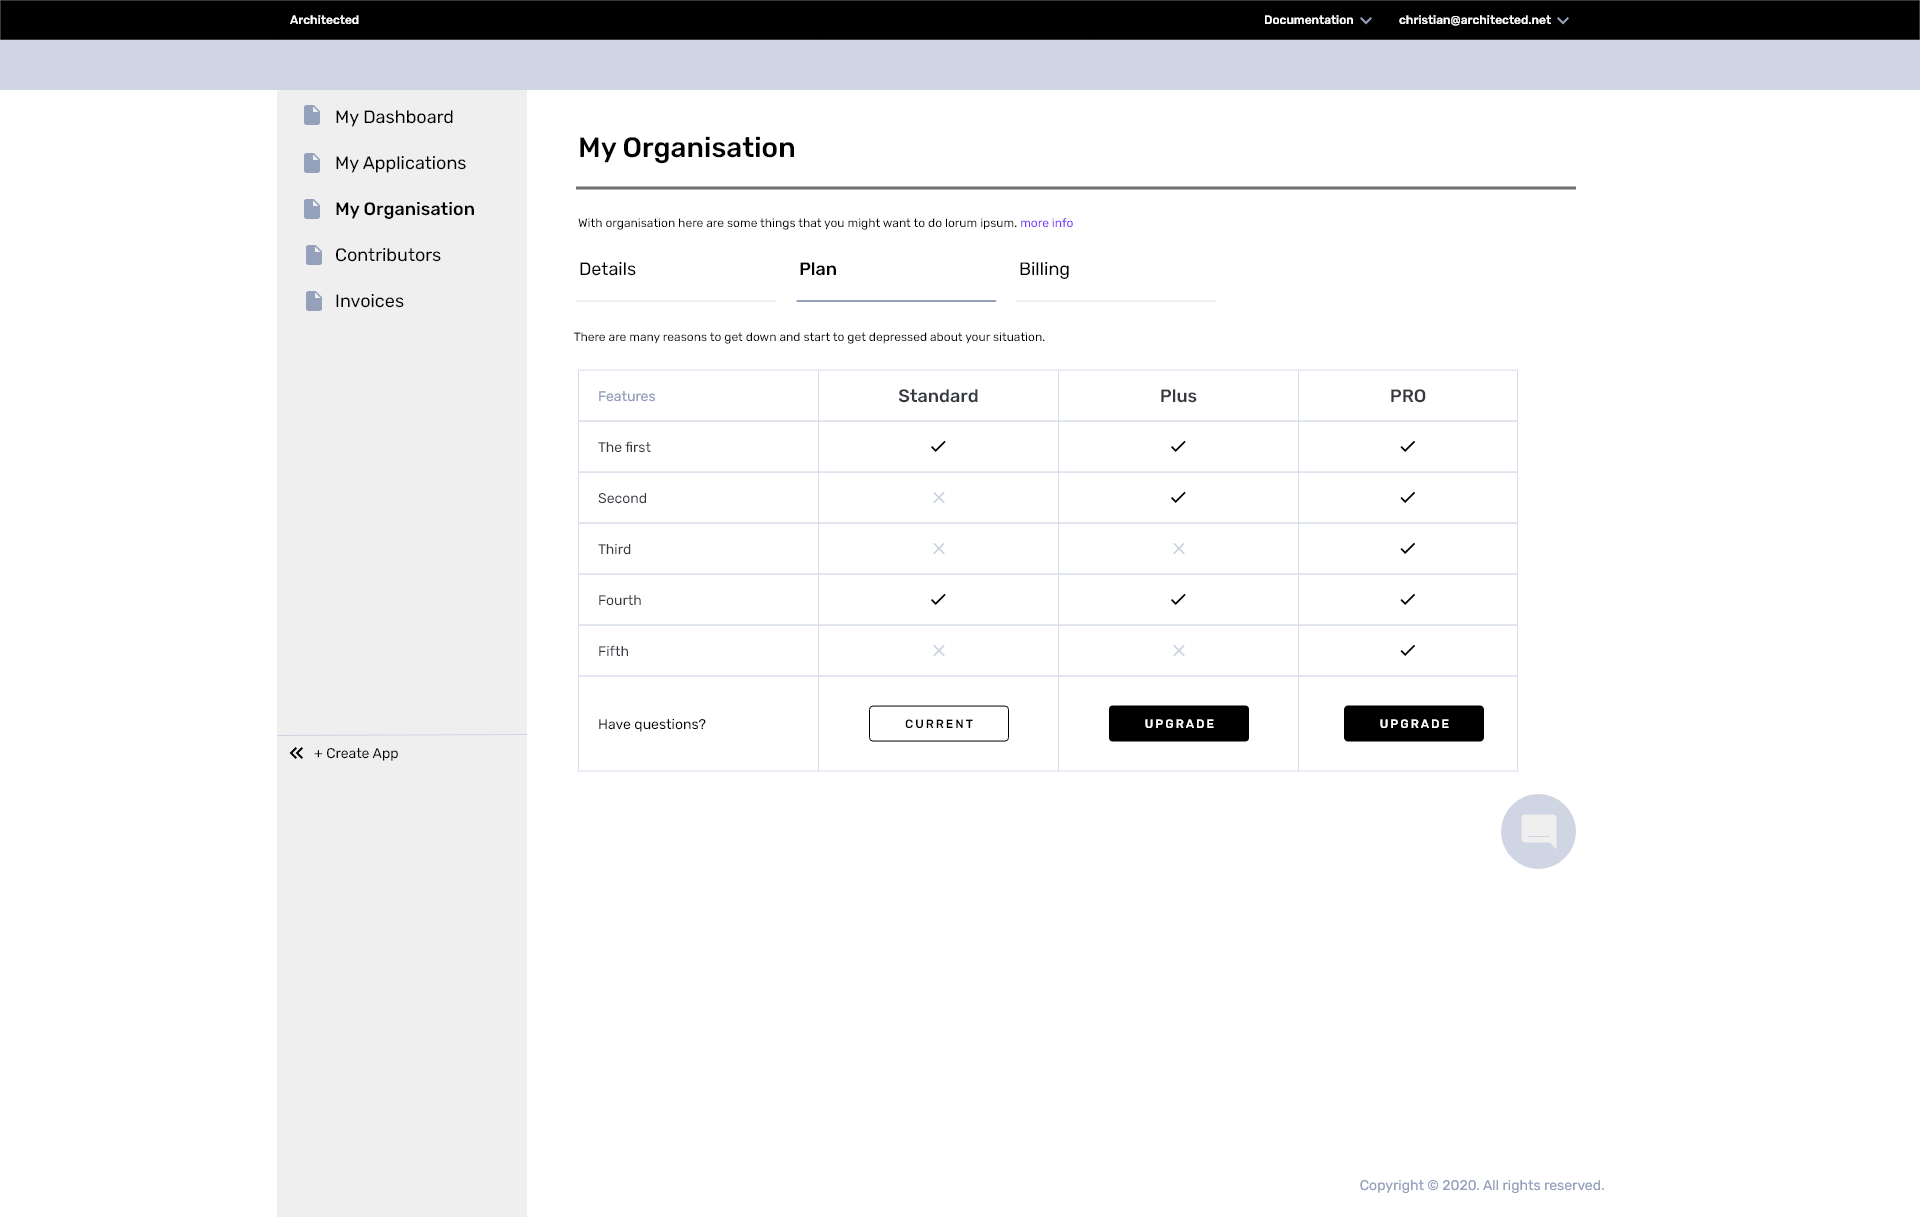 Architected
Documentation
christian@architected.net
My Dashboard
My Applications
My Organisation
Contributors
Invoices
+ Create App
My Organisation
With organisation here are some things that you might want to do lorum ipsum. more info
Details
Plan
Billing
There are many reasons to get down and start to get depressed about your situation.
Features Standard Plus PRO
The first
Second
Third
Fourth
Fifth
Have questions? CURRENT UPGRADE UPGRADE
Copyright © 2020. All rights reserved.